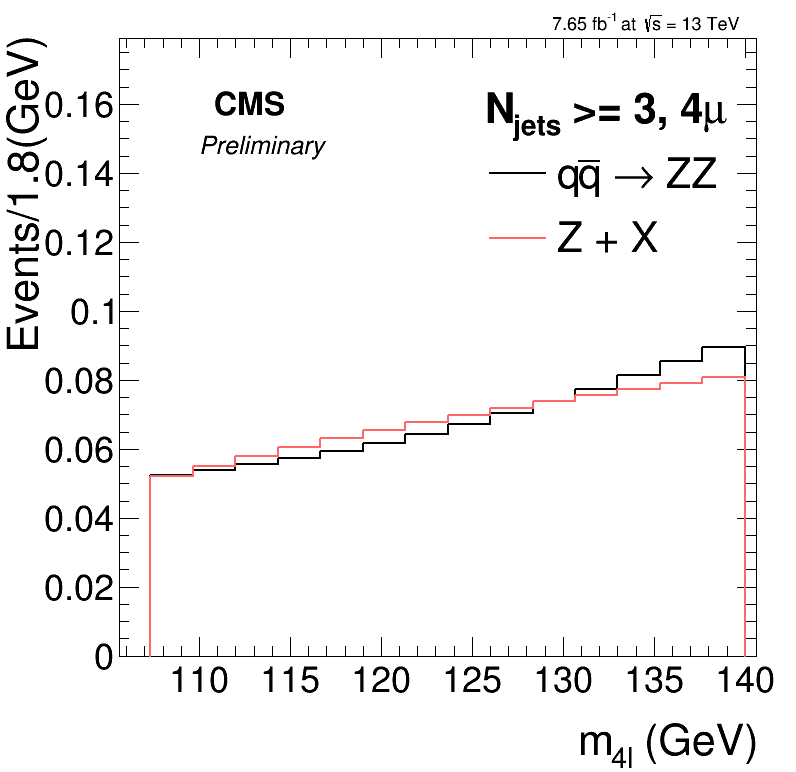 7.65 fb⁻¹ at √s = 13 TeV
CMS
Preliminary
N_jets >= 3, 4μ
qq̅ → ZZ
Z + X
Events/1.8(GeV)
0.16
0.14
0.12
0.1
0.08
0.06
0.04
0.02
0
110 115 120 125 130 135 140
m_4l (GeV)